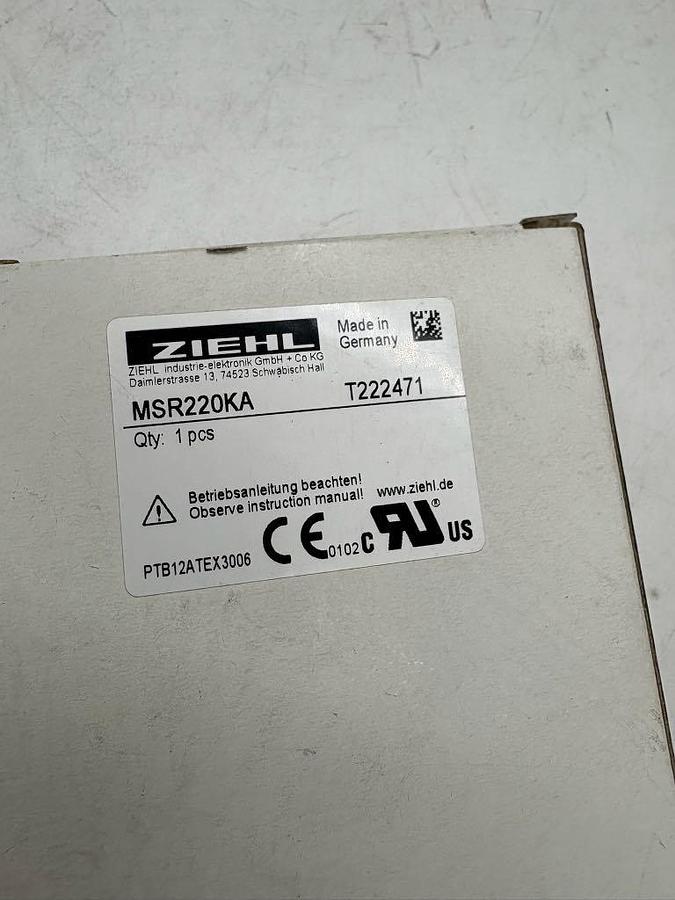 ZIEHL
Made in
Germany
ZIEHL industrie-elektronik GmbH + Co KG
Daimlerstrasse 13, 74523 Schwäbisch Hall
MSR220KA
T222471
Qty: 1 pcs
Betriebsanleitung beachten!
Observe instruction manual!
www.ziehl.de
PTB12ATEX3006
CE 0102
c RU ® US